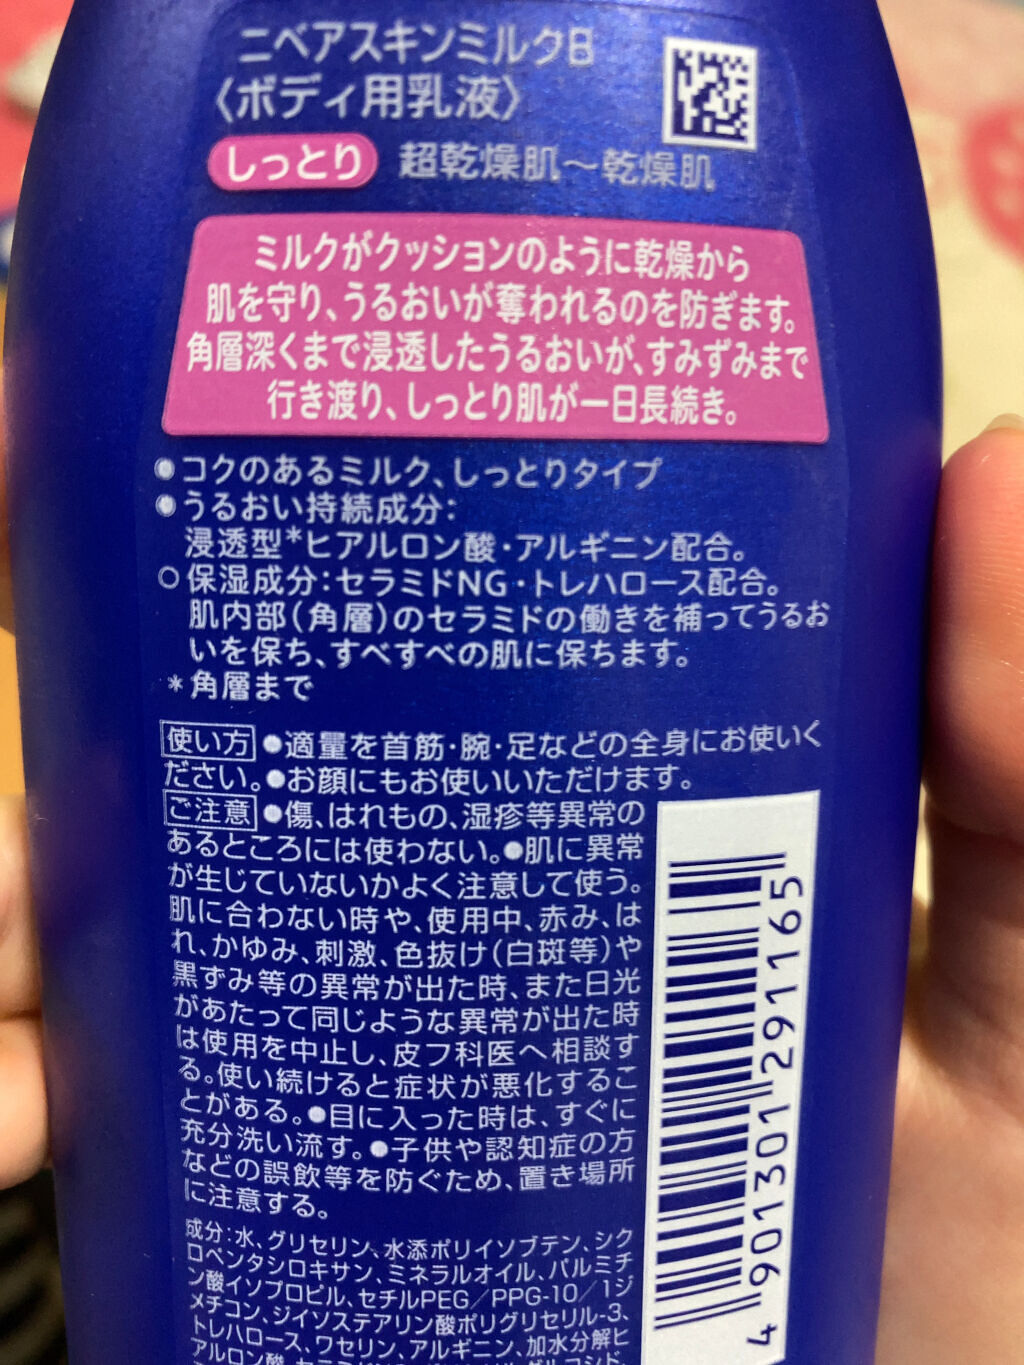 ニベアスキンミルクB
〈ボディ用乳液〉
しっとり 超乾燥肌～乾燥肌
ミルクがクッションのように乾燥から
肌を守り、うるおいが奪われるのを防ぎます。
角層深くまで浸透したうるおいが、すみずみまで
行き渡り、しっとり肌が一日長続き。
●コクのあるミルク、しっとりタイプ
●うるおい持続成分：
浸透型*ヒアルロン酸・アルギニン配合。
○保湿成分：セラミドNG・トレハロース配合。
肌内部（角層）のセラミドの働きを補ってうるお
いを保ち、すべすべの肌に保ちます。
*角層まで
使い方 ●適量を首筋・腕・足などの全身にお使いく
ださい。●お顔にもお使いいただけます。
ご注意 ●傷、はれもの、湿疹等異常の
あるところには使わない。●肌に異常
が生じていないかよく注意して使う。
肌に合わない時や、使用中、赤み、は
れ、かゆみ、刺激、色抜け（白斑等）や
黒ずみ等の異常が出た時、また日光
があたって同じような異常が出た時
は使用を中止し、皮フ科医へ相談す
る。使い続けると症状が悪化するこ
とがある。●目に入った時は、すぐに
充分洗い流す。●子供や認知症の方
などの誤飲等を防ぐため、置き場所
に注意する。
成分：水、グリセリン、水添ポリイソブテン、シク
ロペンタシロキサン、ミネラルオイル、パルミチ
ン酸イソプロピル、セチルPEG／PPG-10／1ジ
メチコン、ジイソステアリン酸ポリグリセリル-3、
トレハロース、ワセリン、アルギニン、加水分解ヒ
アルロン酸、
4 901301 291165